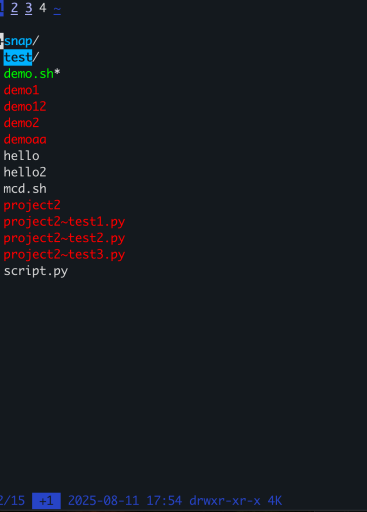 1 2 3 4 ~
+snap/
test/
demo.sh*
demo1
demo12
demo2
demoaa
hello
hello2
mcd.sh
project2
project2~test1.py
project2~test2.py
project2~test3.py
script.py
2/15 +1 2025-08-11 17:54 drwxr-xr-x 4K